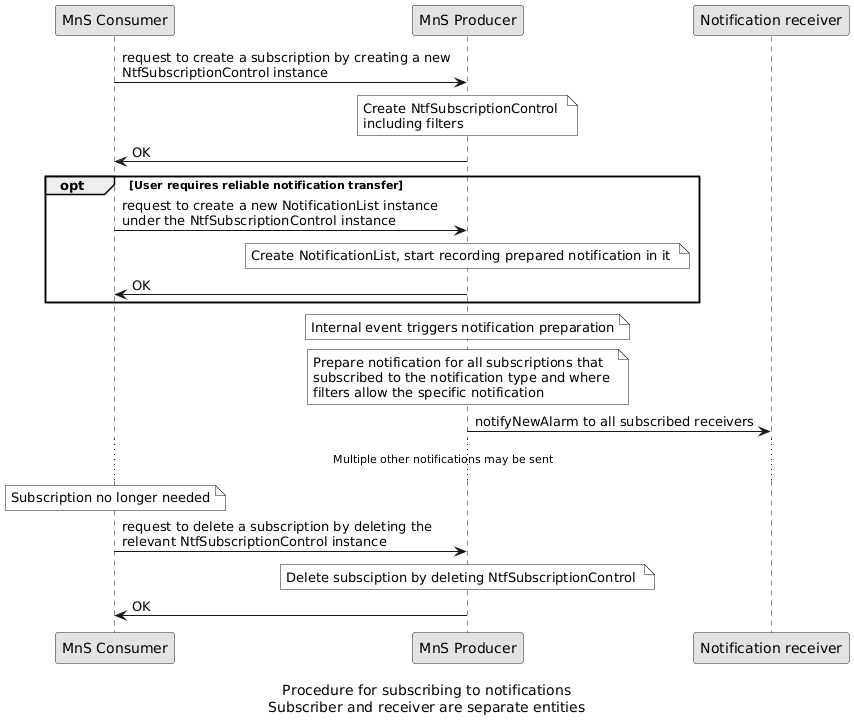 MnS Consumer
MnS Producer
Notification receiver
request to create a subscription by creating a new
NtfSubscriptionControl instance
Create NtfSubscriptionControl
including filters
OK
opt
[User requires reliable notification transfer]
request to create a new NotificationList instance
under the NtfSubscriptionControl instance
Create NotificationList, start recording prepared notification in it
OK
Internal event triggers notification preparation
Prepare notification for all subscriptions that
subscribed to the notification type and where
filters allow the specific notification
notifyNewAlarm to all subscribed receivers
Multiple other notifications may be sent
Subscription no longer needed
request to delete a subscription by deleting the
relevant NtfSubscriptionControl instance
Delete subsciption by deleting NtfSubscriptionControl
OK
MnS Consumer
MnS Producer
Notification receiver
Procedure for subscribing to notifications
Subscriber and receiver are separate entities